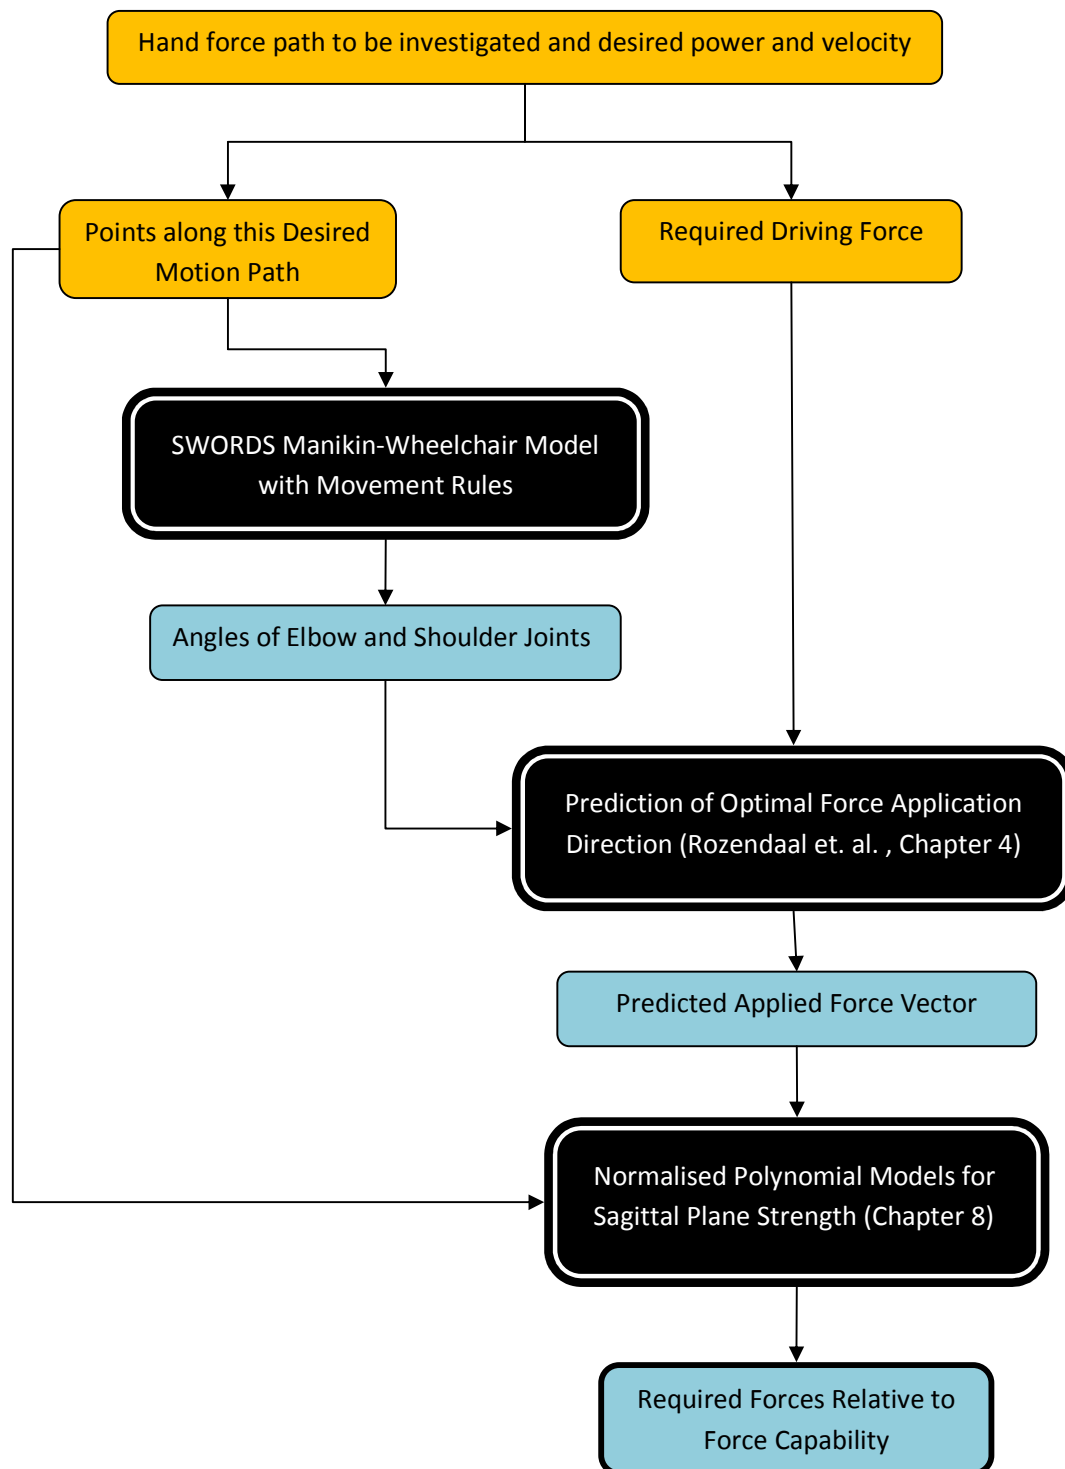 Hand force path to be investigated and desired power and velocity
Points along this Desired
Motion Path
Required Driving Force
SWORDS Manikin-Wheelchair Model
with Movement Rules
Angles of Elbow and Shoulder Joints
Prediction of Optimal Force Application
Direction (Rozendaal et. al. , Chapter 4)
Predicted Applied Force Vector
Normalised Polynomial Models for
Sagittal Plane Strength (Chapter 8)
Required Forces Relative to
Force Capability